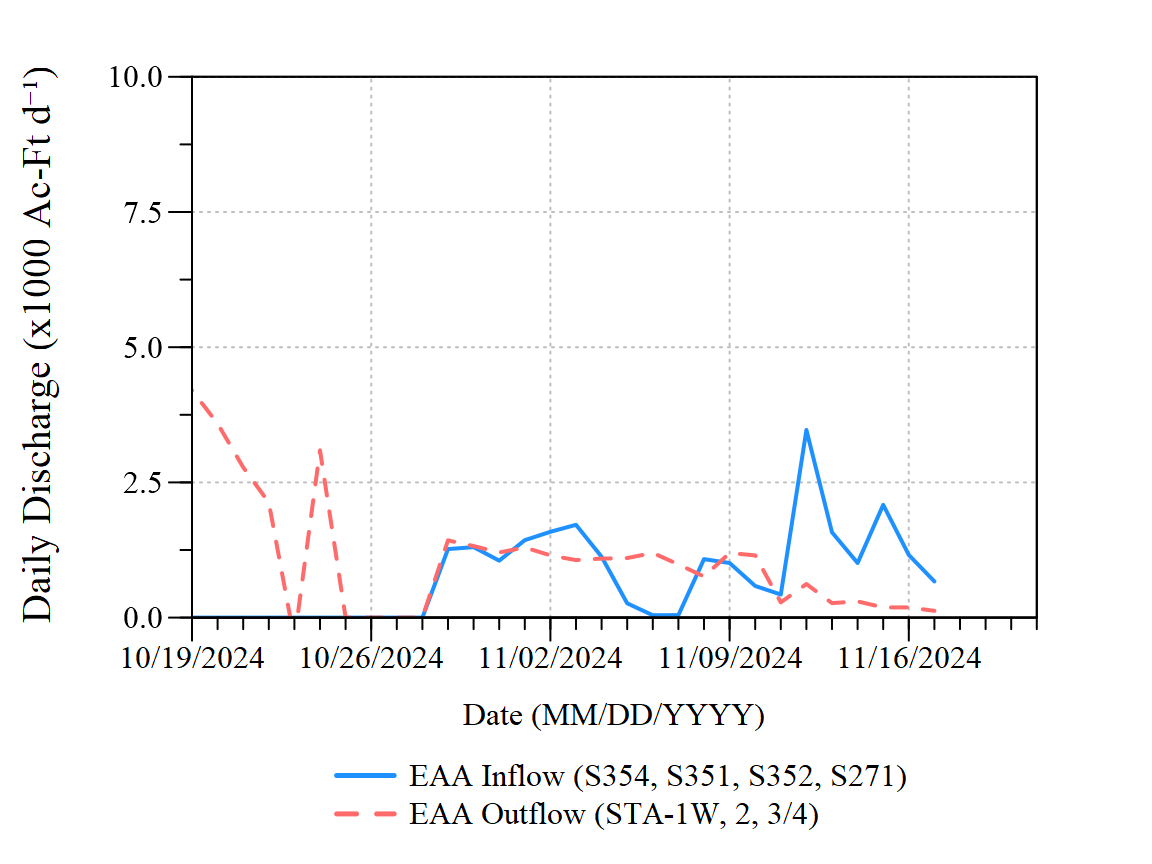 Daily Discharge (x1000 Ac-Ft d⁻¹)
10.0
7.5
5.0
2.5
0.0
10/19/2024 10/26/2024 11/02/2024 11/09/2024 11/16/2024
Date (MM/DD/YYYY)
EAA Inflow (S354, S351, S352, S271)
EAA Outflow (STA-1W, 2, 3/4)